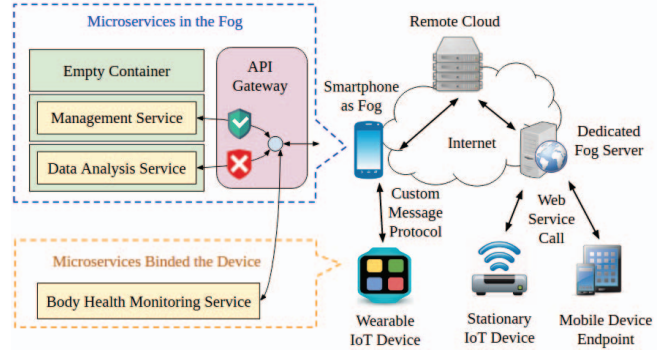 Microservices in the Fog
Empty Container
Management Service
Data Analysis Service
API
Gateway
Microservices Binded the Device
Body Health Monitoring Service
Remote Cloud
Smartphone
as Fog
Internet
Dedicated
Fog Server
Custom
Message
Protocol
Web
Service
Call
Wearable
IoT Device
Stationary
IoT Device
Mobile Device
Endpoint